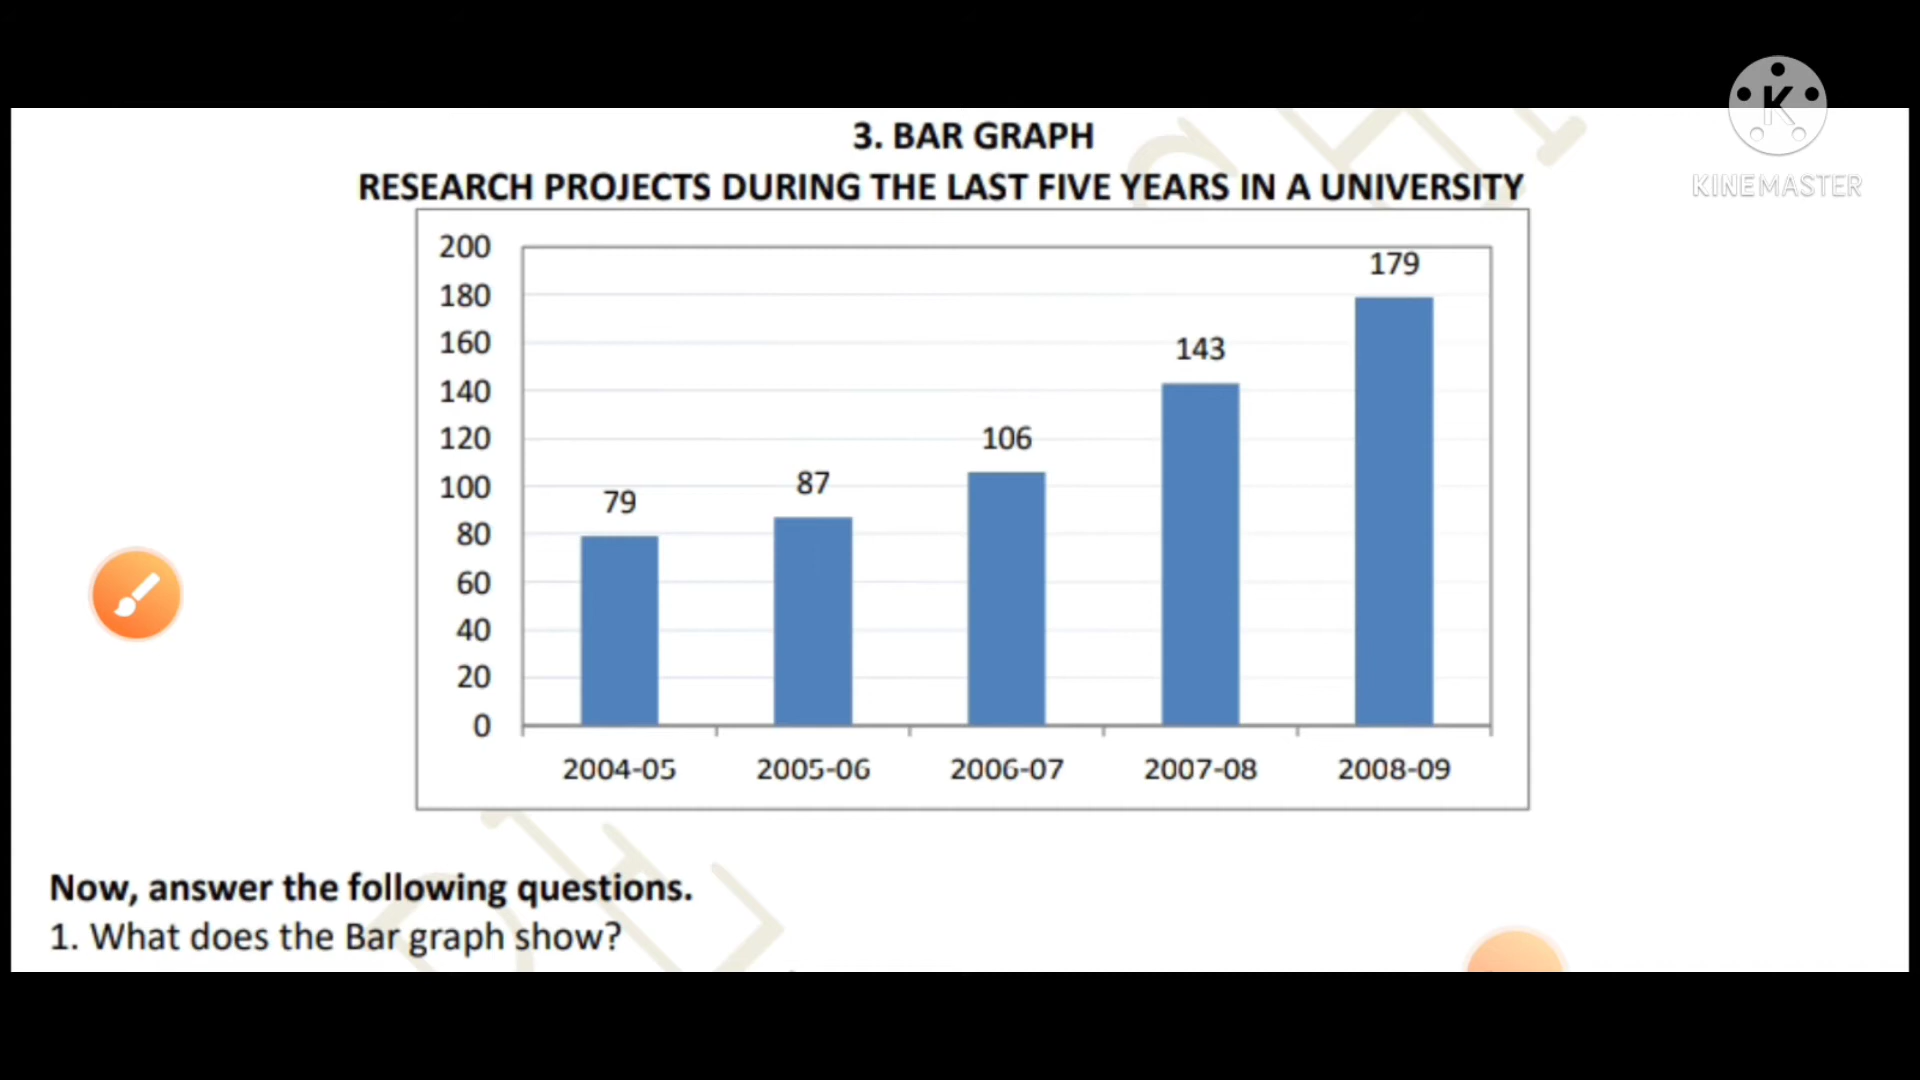 K
KINEMASTER
3. BAR GRAPH
RESEARCH PROJECTS DURING THE LAST FIVE YEARS IN A UNIVERSITY
200
180
160
140
120
100
80
60
40
20
0
79
87
106
143
179
2004-05 2005-06 2006-07 2007-08 2008-09
Now, answer the following questions.
1. What does the Bar graph show?